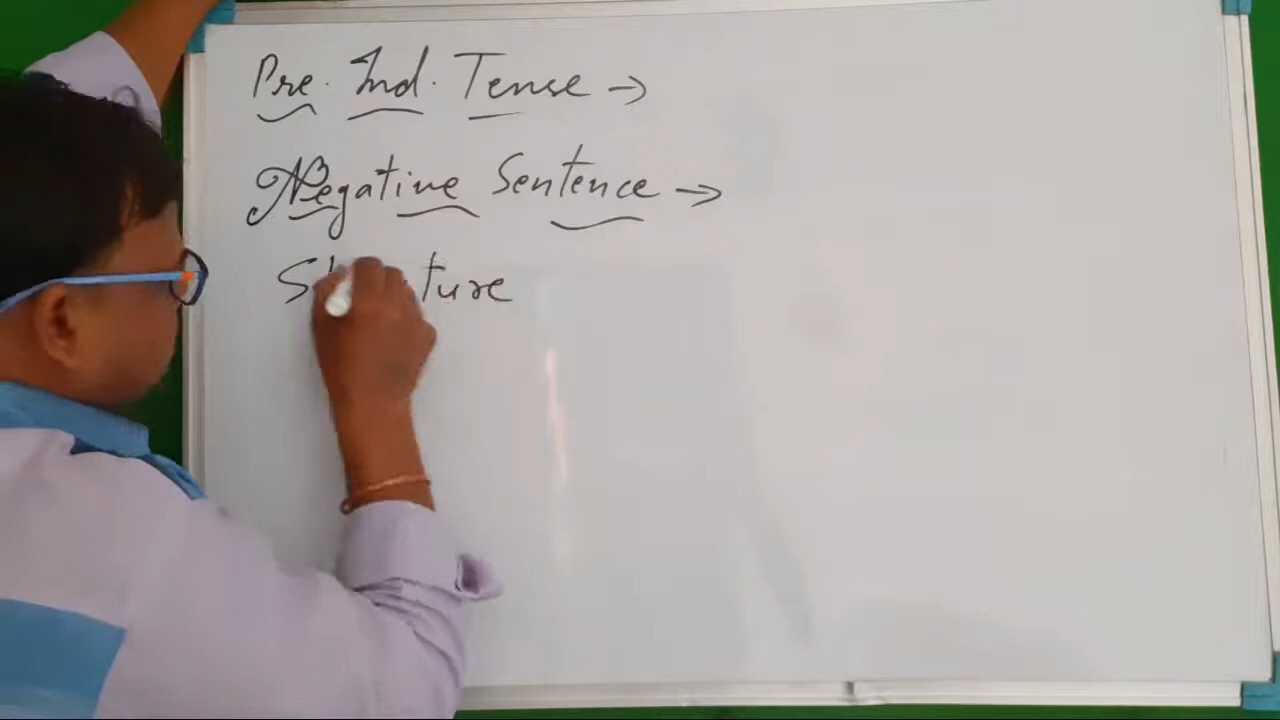 Pre. Ind. Tense →
Negative Sentence →